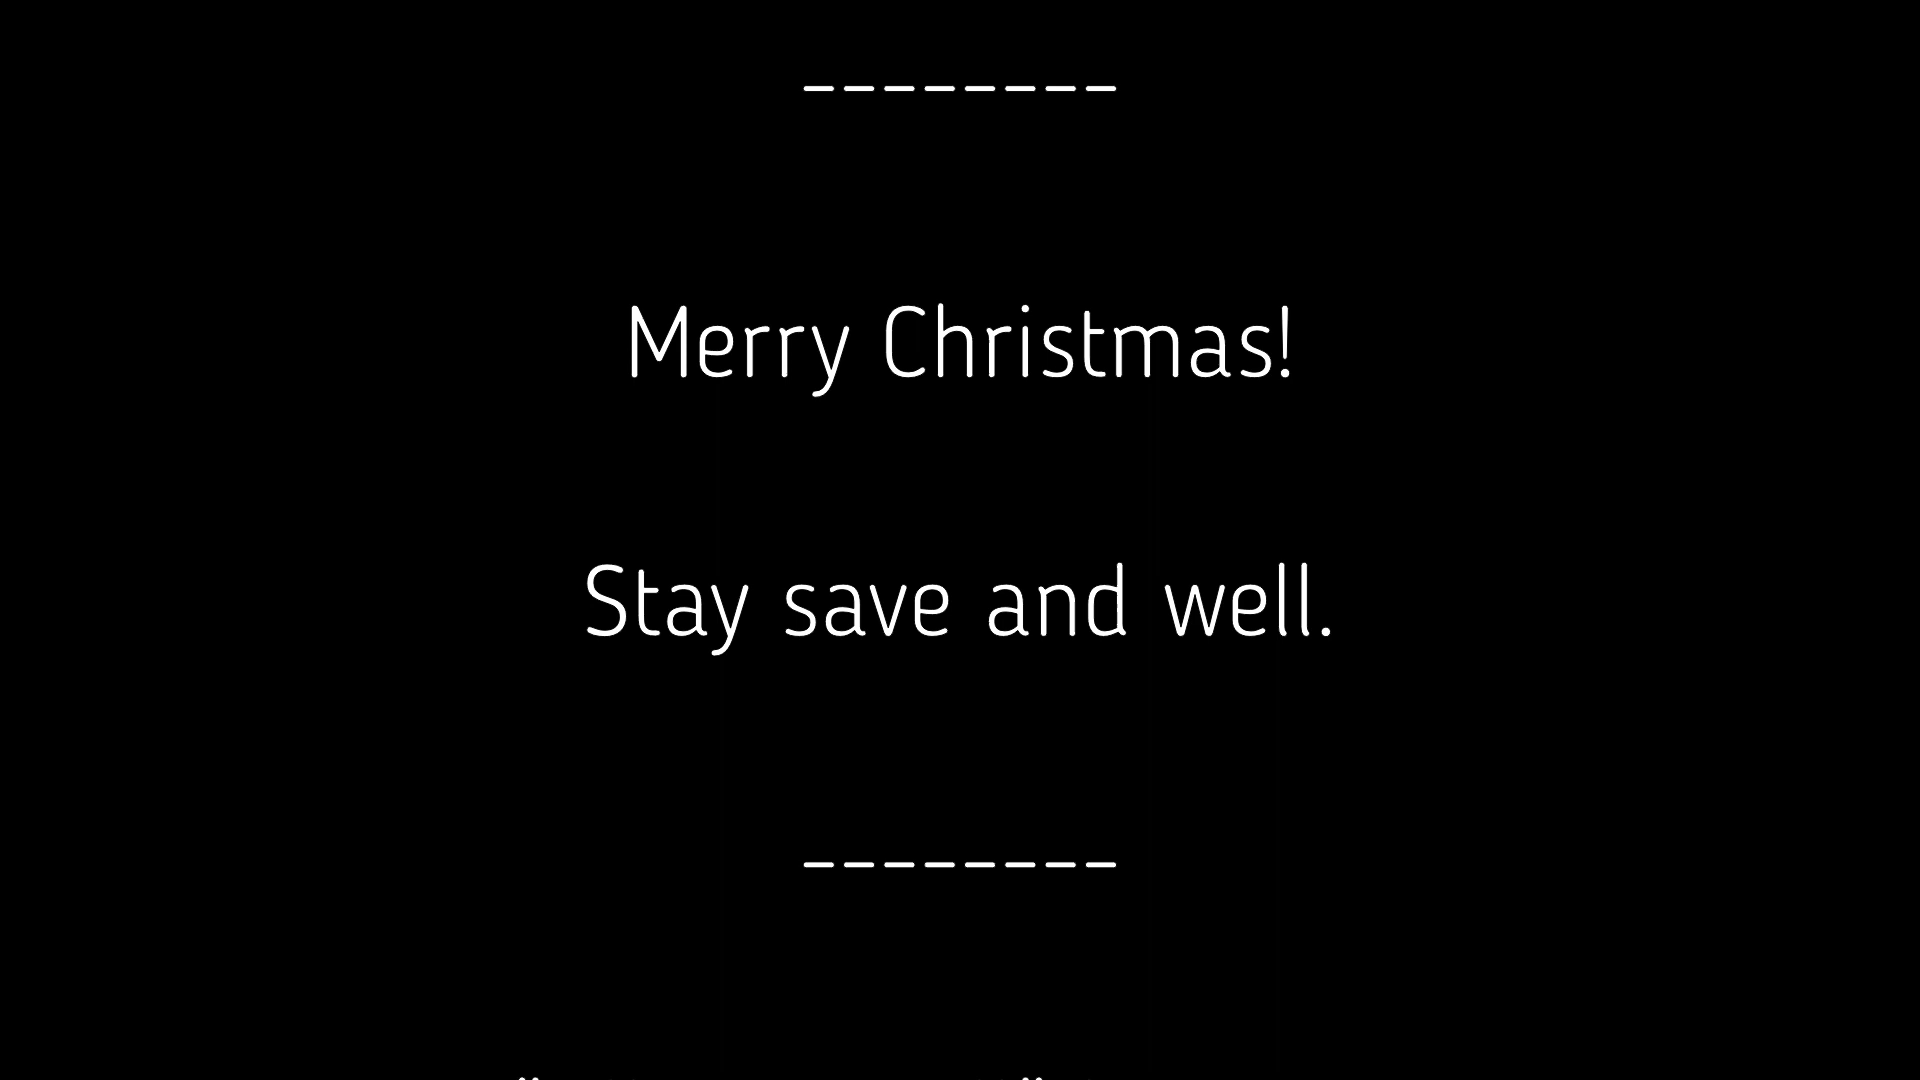 --------
Merry Christmas!
Stay save and well.
--------